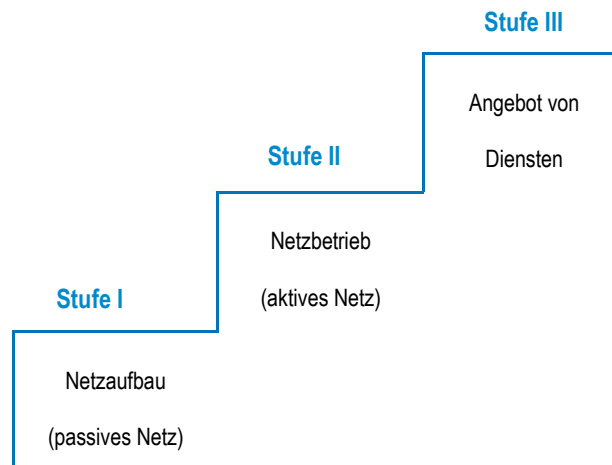 Stufe III
Angebot von
Diensten
Stufe II
Netzbetrieb
(aktives Netz)
Stufe I
Netzaufbau
(passives Netz)